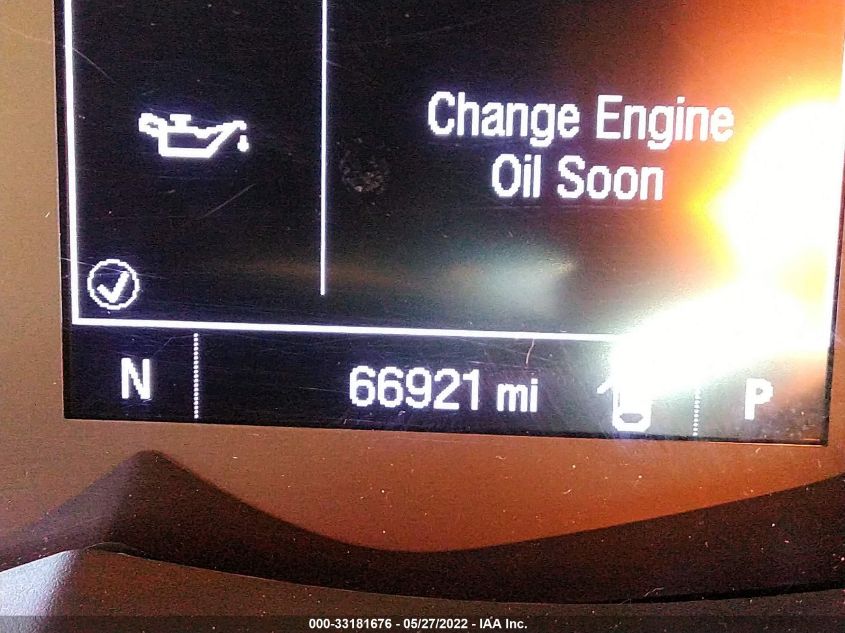 Change Engine
Oil Soon
N
66921 mi
P
000-33181676 - 05/27/2022 - IAA Inc.